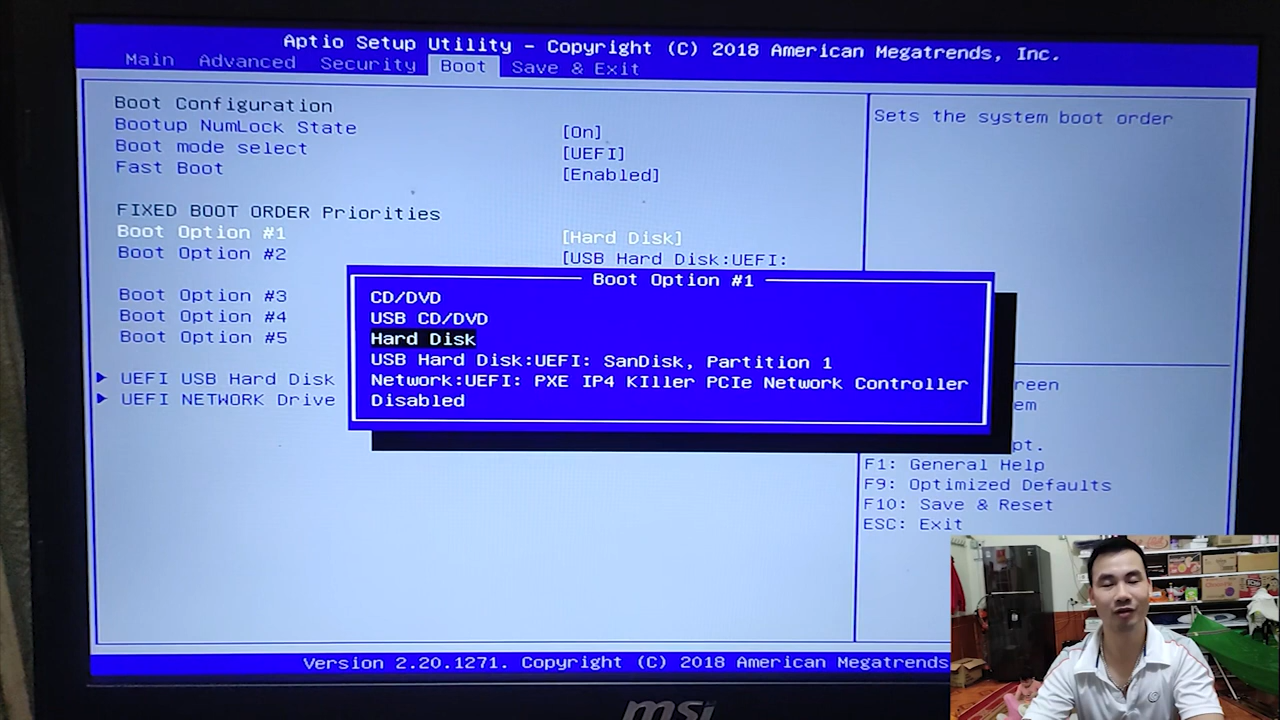 Aptio Setup Utility - Copyright (C) 2018 American Megatrends, Inc.
Main Advanced Security Boot Save & Exit
Boot Configuration
Bootup NumLock State [On]
Boot mode select [UEFI]
Fast Boot [Enabled]
FIXED BOOT ORDER Priorities
Boot Option #1 [Hard Disk]
Boot Option #2 [USB Hard Disk:UEFI:
Boot Option #3
Boot Option #4
Boot Option #5
UEFI USB Hard Disk
UEFI NETWORK Drive
Boot Option #1
CD/DVD
USB CD/DVD
Hard Disk
USB Hard Disk:UEFI: SanDisk, Partition 1
Network:UEFI: PXE IP4 KIller PCIe Network Controller
Disabled
Sets the system boot order
reen
em
pt.
F1: General Help
F9: Optimized Defaults
F10: Save & Reset
ESC: Exit
Version 2.20.1271. Copyright (C) 2018 American Megatrends
msi